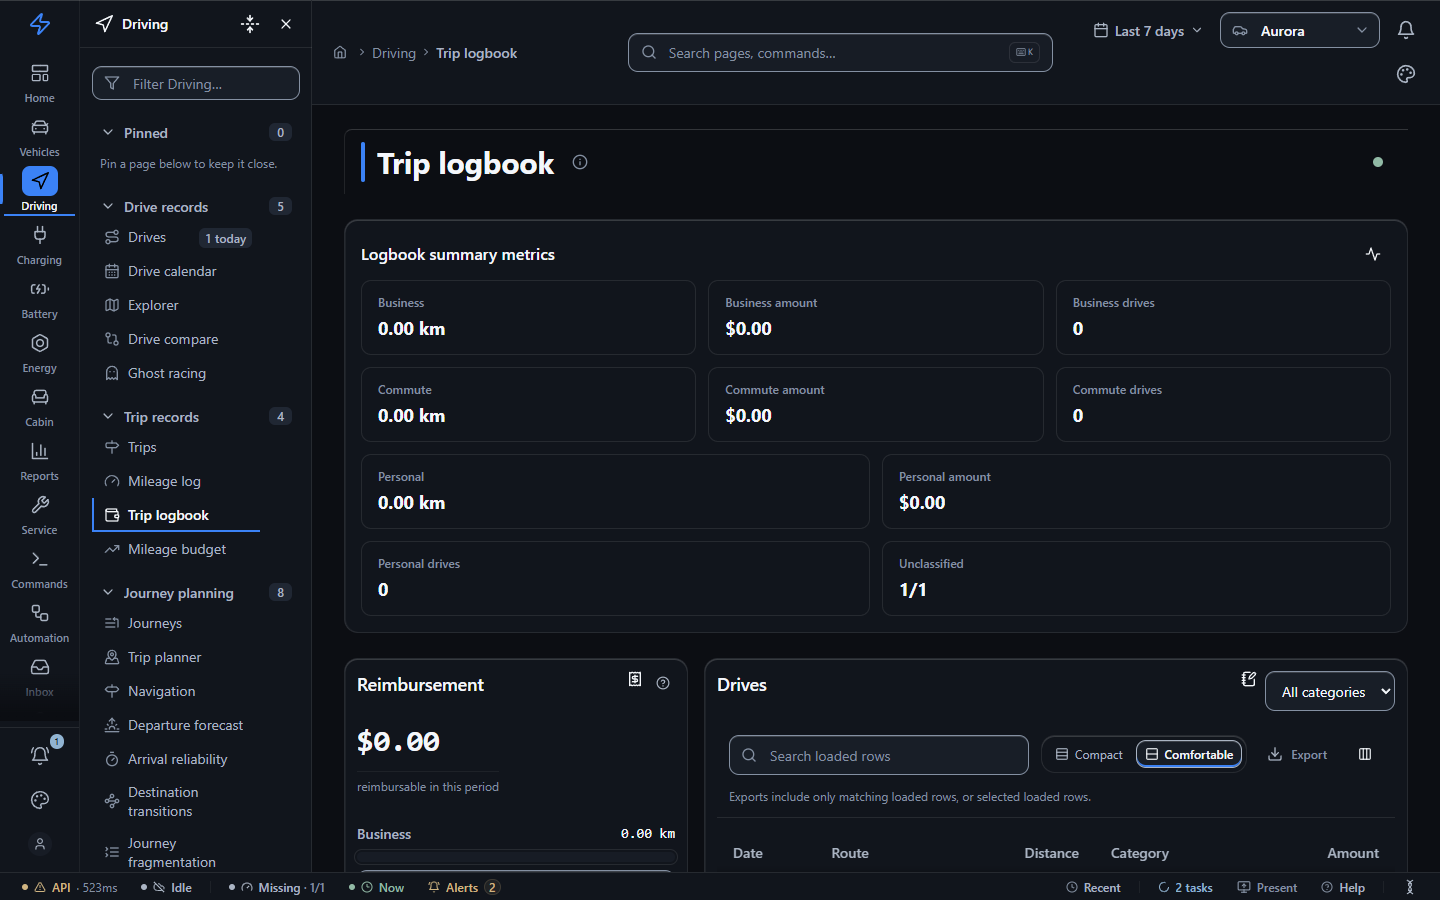 Driving
Home
Vehicles
Driving
Charging
Battery
Energy
Cabin
Reports
Service
Commands
Automation
Inbox
1
Filter Driving...
Pinned 0
Pin a page below to keep it close.
Drive records 5
Drives 1 today
Drive calendar
Explorer
Drive compare
Ghost racing
Trip records 4
Trips
Mileage log
Trip logbook
Mileage budget
Journey planning 8
Journeys
Trip planner
Navigation
Departure forecast
Arrival reliability
Destination
transitions
Journey
fragmentation
Driving
Trip logbook
Search pages, commands... K
Last 7 days
Aurora
Trip logbook
Logbook summary metrics
Business
0.00 km
Business amount
$0.00
Business drives
0
Commute
0.00 km
Commute amount
$0.00
Commute drives
0
Personal
0.00 km
Personal amount
$0.00
Personal drives
0
Unclassified
1/1
Reimbursement
$0.00
reimbursable in this period
Business 0.00 km
Drives
All categories
Search loaded rows
Compact
Comfortable
Export
Exports include only matching loaded rows, or selected loaded rows.
Date Route Distance Category Amount
API · 523ms
Idle
Missing · 1/1
Now
Alerts 2
Recent
2 tasks
Present
Help